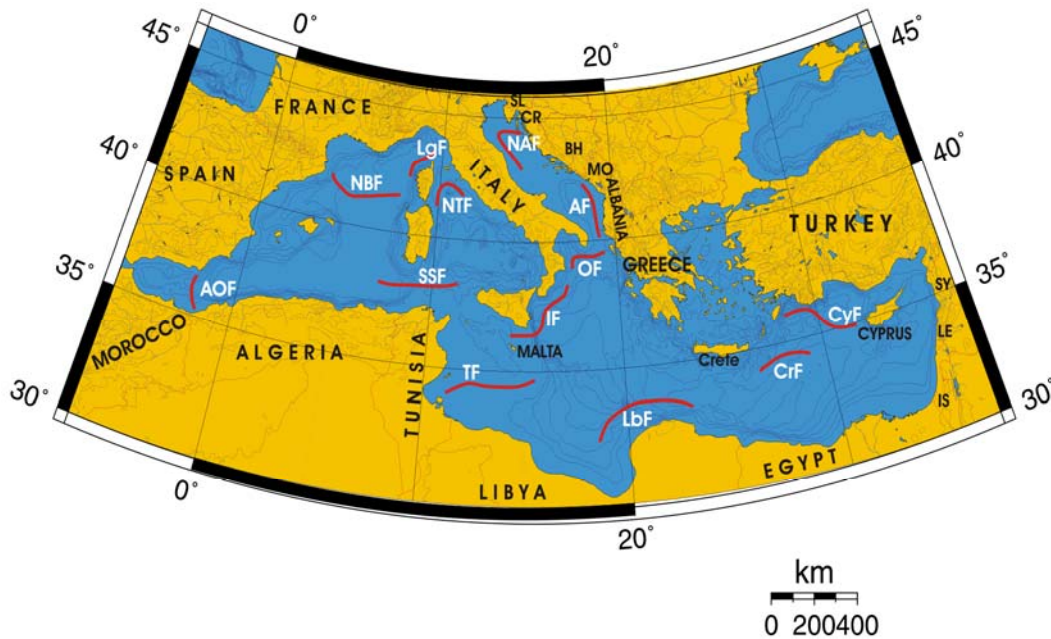 0°
20°
45°
45°
SL
CR
FRANCE
NAF
LgF
BH
40°
40°
SPAIN
NBF
NTF
ITALY
MO
ALBANIA
AF
TURKEY
35°
35°
AOF
SSF
OF
GREECE
SY
IF
CyF
CYPRUS
LE
MOROCCO
ALGERIA
TUNISIA
MALTA
Crete
CrF
TF
30°
30°
LbF
IS
EGYPT
0°
LIBYA
20°
km
0 200 400